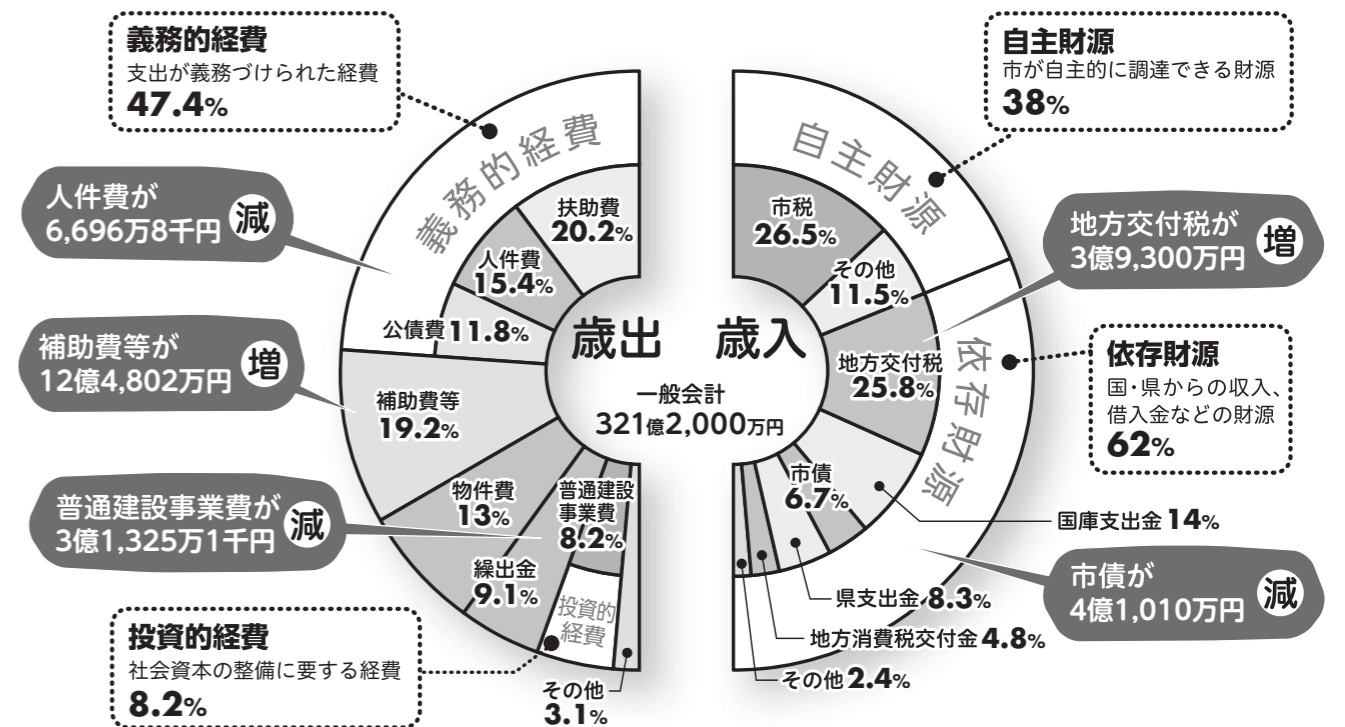 義務的経費
支出が義務づけられた経費
47.4%
自主財源
市が自主的に調達できる財源
38%
義務的経費
自主財源
人件費が
6,696万8千円 減
扶助費
20.2%
市税
26.5%
地方交付税が
3億9,300万円 増
人件費
15.4%
その他
11.5%
公債費 11.8%
歳出 歳入
一般会計
321億2,000万円
地方交付税
25.8%
依存財源
依存財源
国・県からの収入、
借入金などの財源
62%
補助費等が
12億4,802万円 増
補助費等
19.2%
物件費
13%
普通建設
事業費
8.2%
市債
6.7%
国庫支出金 14%
普通建設事業費が
3億1,325万1千円 減
繰出金
9.1%
投資的
経費
県支出金 8.3%
市債が
4億1,010万円 減
地方消費税交付金 4.8%
投資的経費
社会資本の整備に要する経費
8.2%
その他
3.1%
その他 2.4%